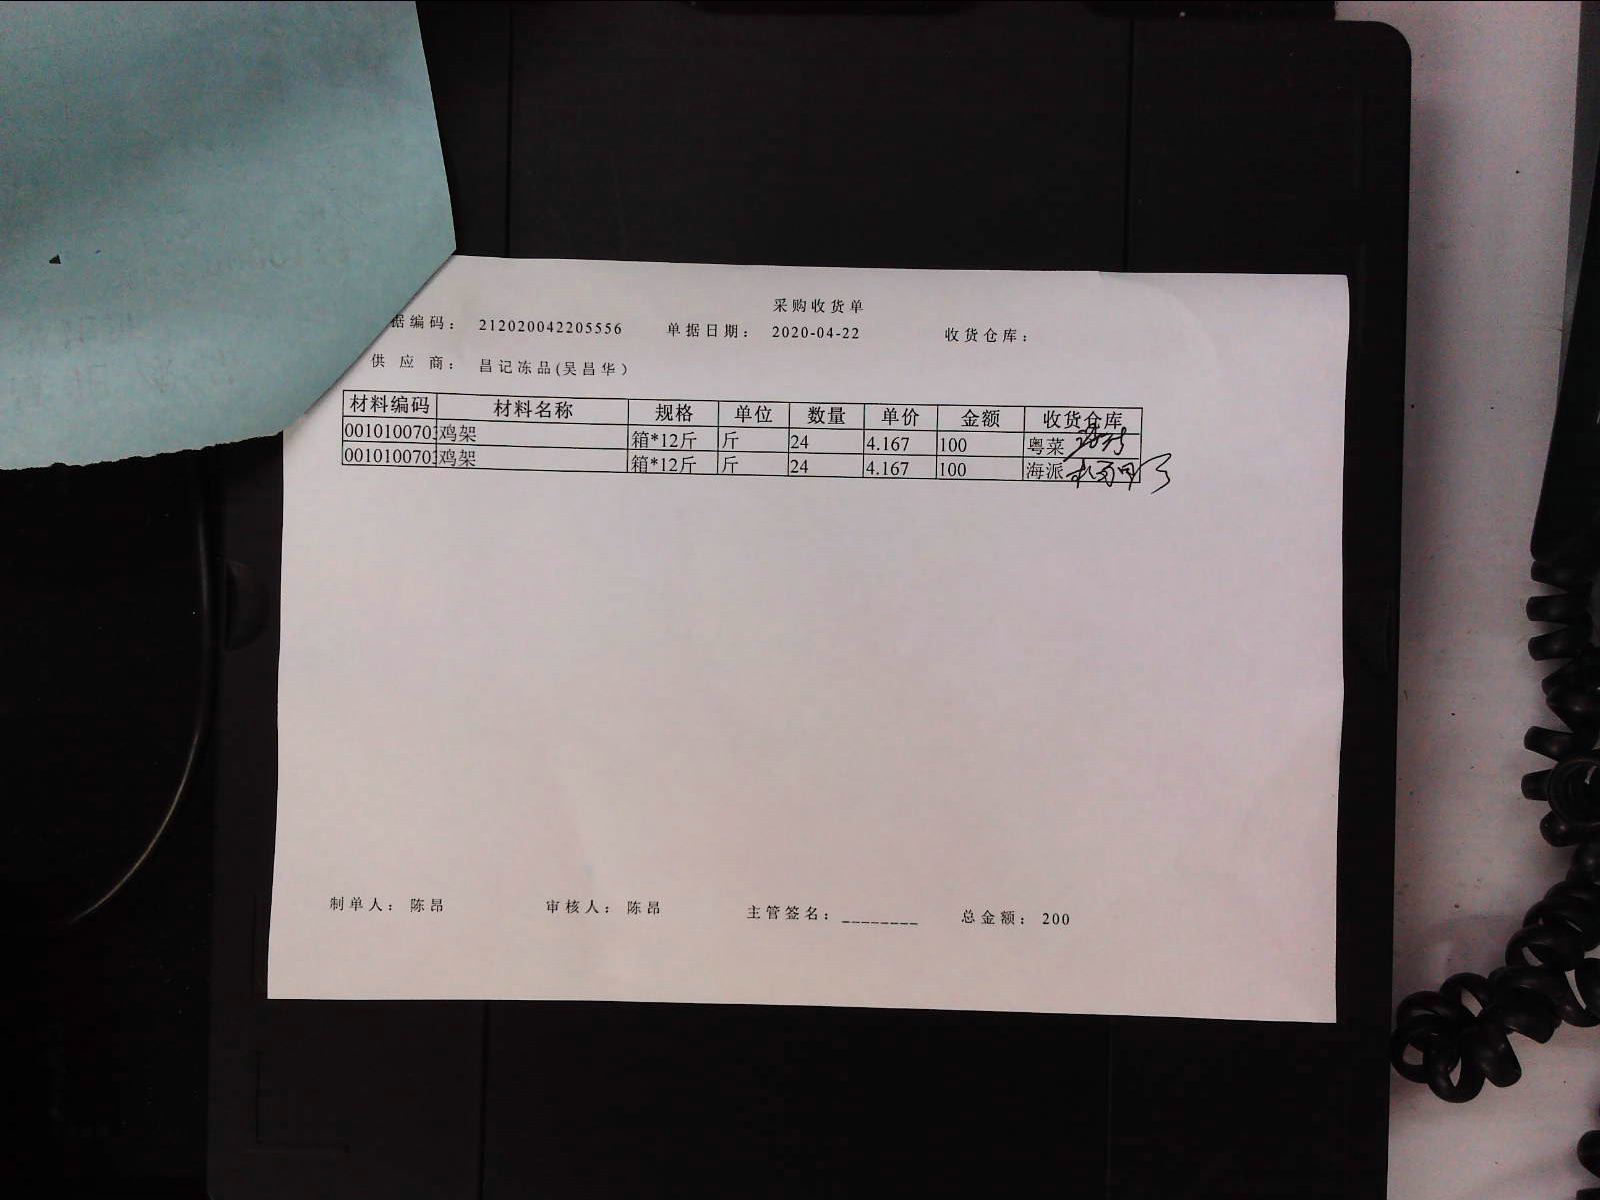 采购收货单
据编码： 212020042205556 单据日期： 2020-04-22 收货仓库：
供应商： 昌记冻品(吴昌华）
材料编码 材料名称 规格 单位 数量 单价 金额 收货仓库
001010070 鸡架 箱*12斤 斤 24 4.167 100 粤菜
001010070 鸡架 箱*12斤 斤 24 4.167 100 海派
制单人： 陈昂 审核人： 陈昂 主管签名：________ 总金额： 200